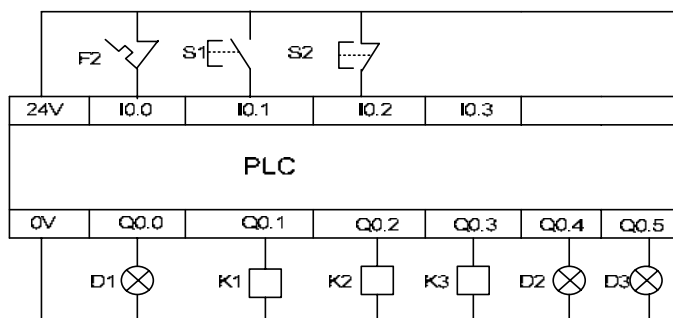 F2 S1 S2
24V I0.0 I0.1 I0.2 I0.3
PLC
0V Q0.0 Q0.1 Q0.2 Q0.3 Q0.4 Q0.5
D1 K1 K2 K3 D2 D3